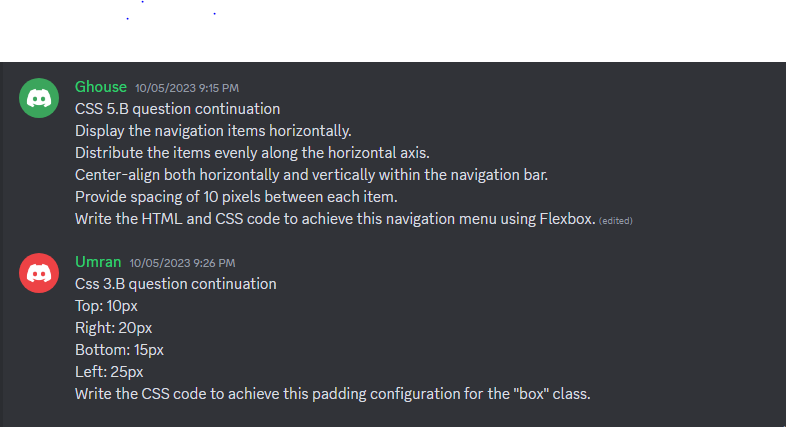 Ghouse 10/05/2023 9:15 PM
CSS 5.B question continuation
Display the navigation items horizontally.
Distribute the items evenly along the horizontal axis.
Center-align both horizontally and vertically within the navigation bar.
Provide spacing of 10 pixels between each item.
Write the HTML and CSS code to achieve this navigation menu using Flexbox. (edited)
Umran 10/05/2023 9:26 PM
Css 3.B question continuation
Top: 10px
Right: 20px
Bottom: 15px
Left: 25px
Write the CSS code to achieve this padding configuration for the "box" class.